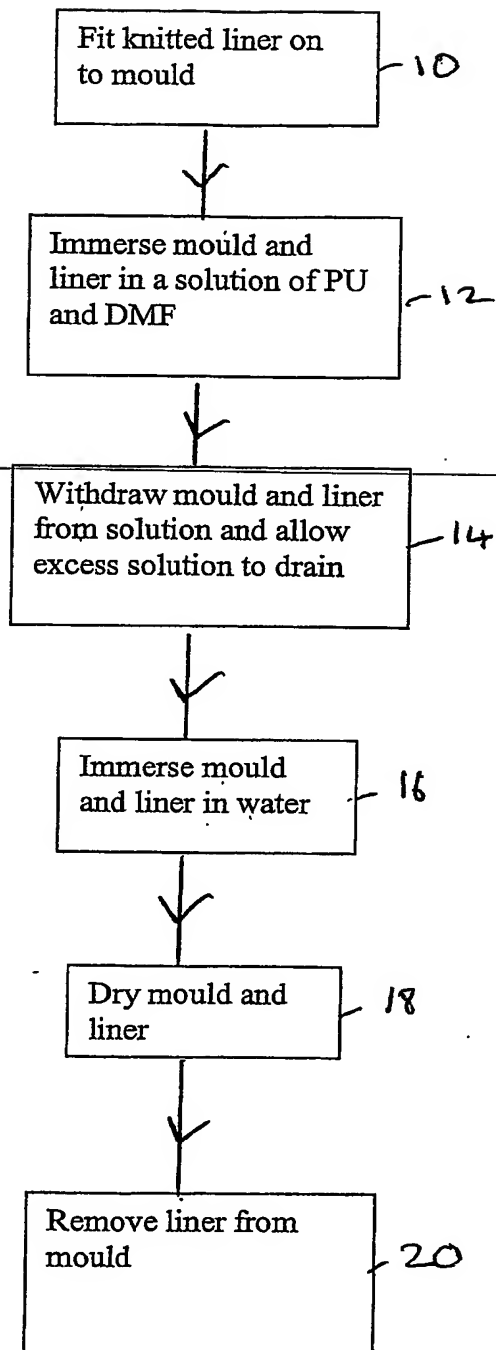 Fit knitted liner on
to mould
10
Immerse mould and
liner in a solution of PU
and DMF
12
Withdraw mould and liner
from solution and allow
excess solution to drain
14
Immerse mould
and liner in water
16
Dry mould and
liner
18
Remove liner from
mould
20